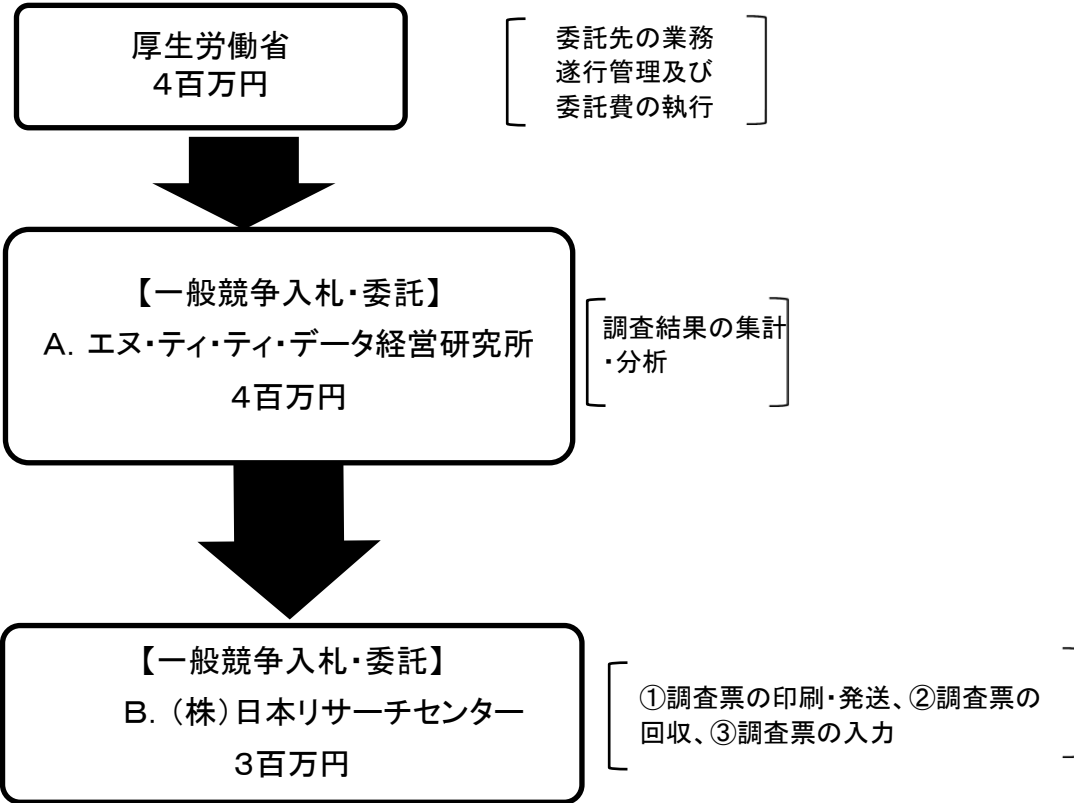 厚生労働省
４百万円
委託先の業務
遂行管理及び
委託費の執行
【一般競争入札・委託】
Ａ．エヌ・ティ・ティ・データ経営研究所
４百万円
調査結果の集計
・分析
【一般競争入札・委託】
Ｂ．（株）日本リサーチセンター
３百万円
①調査票の印刷・発送、②調査票の
回収、③調査票の入力